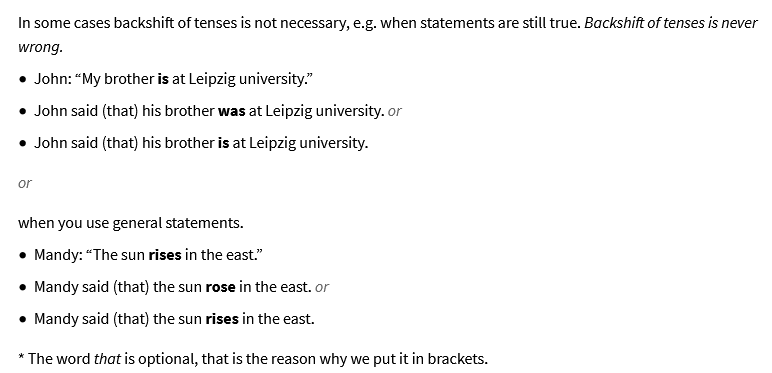 In some cases backshift of tenses is not necessary, e.g. when statements are still true. Backshift of tenses is never
wrong.
• John: “My brother is at Leipzig university.”
• John said (that) his brother was at Leipzig university. or
• John said (that) his brother is at Leipzig university.
or
when you use general statements.
• Mandy: “The sun rises in the east.”
• Mandy said (that) the sun rose in the east. or
• Mandy said (that) the sun rises in the east.
* The word that is optional, that is the reason why we put it in brackets.